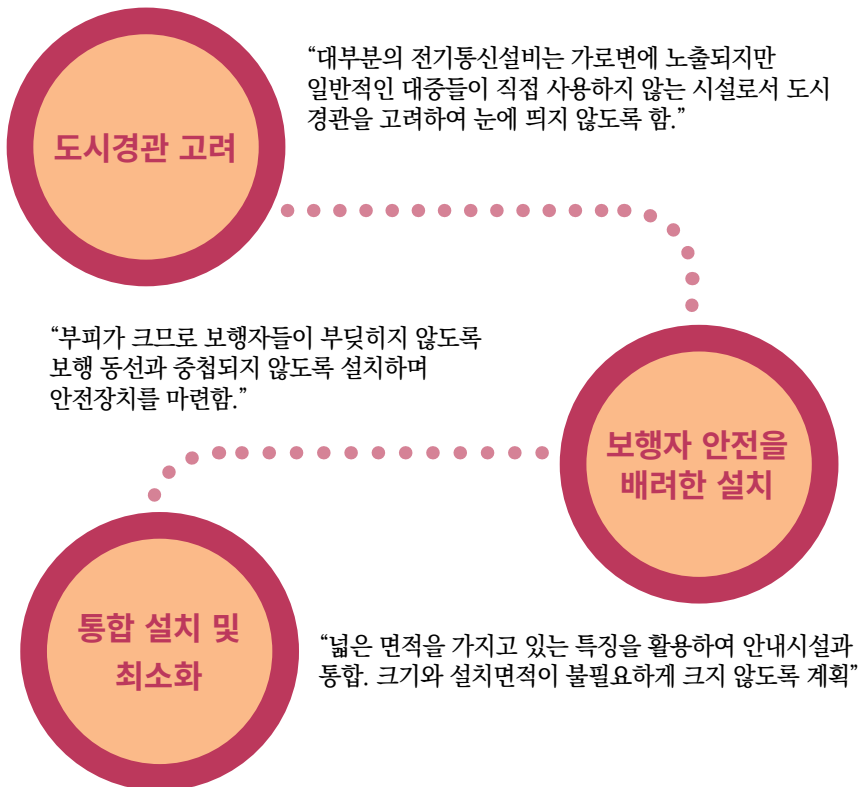 도시경관 고려
“대부분의 전기통신설비는 가로변에 노출되지만
일반적인 대중들이 직접 사용하지 않는 시설로서 도시
경관을 고려하여 눈에 띄지 않도록 함.”
“부피가 크므로 보행자들이 부딪히지 않도록
보행 동선과 중첩되지 않도록 설치하며
안전장치를 마련함.”
보행자 안전을
배려한 설치
통합 설치 및
최소화
“넓은 면적을 가지고 있는 특징을 활용하여 안내시설과
통합. 크기와 설치면적이 불필요하게 크지 않도록 계획”